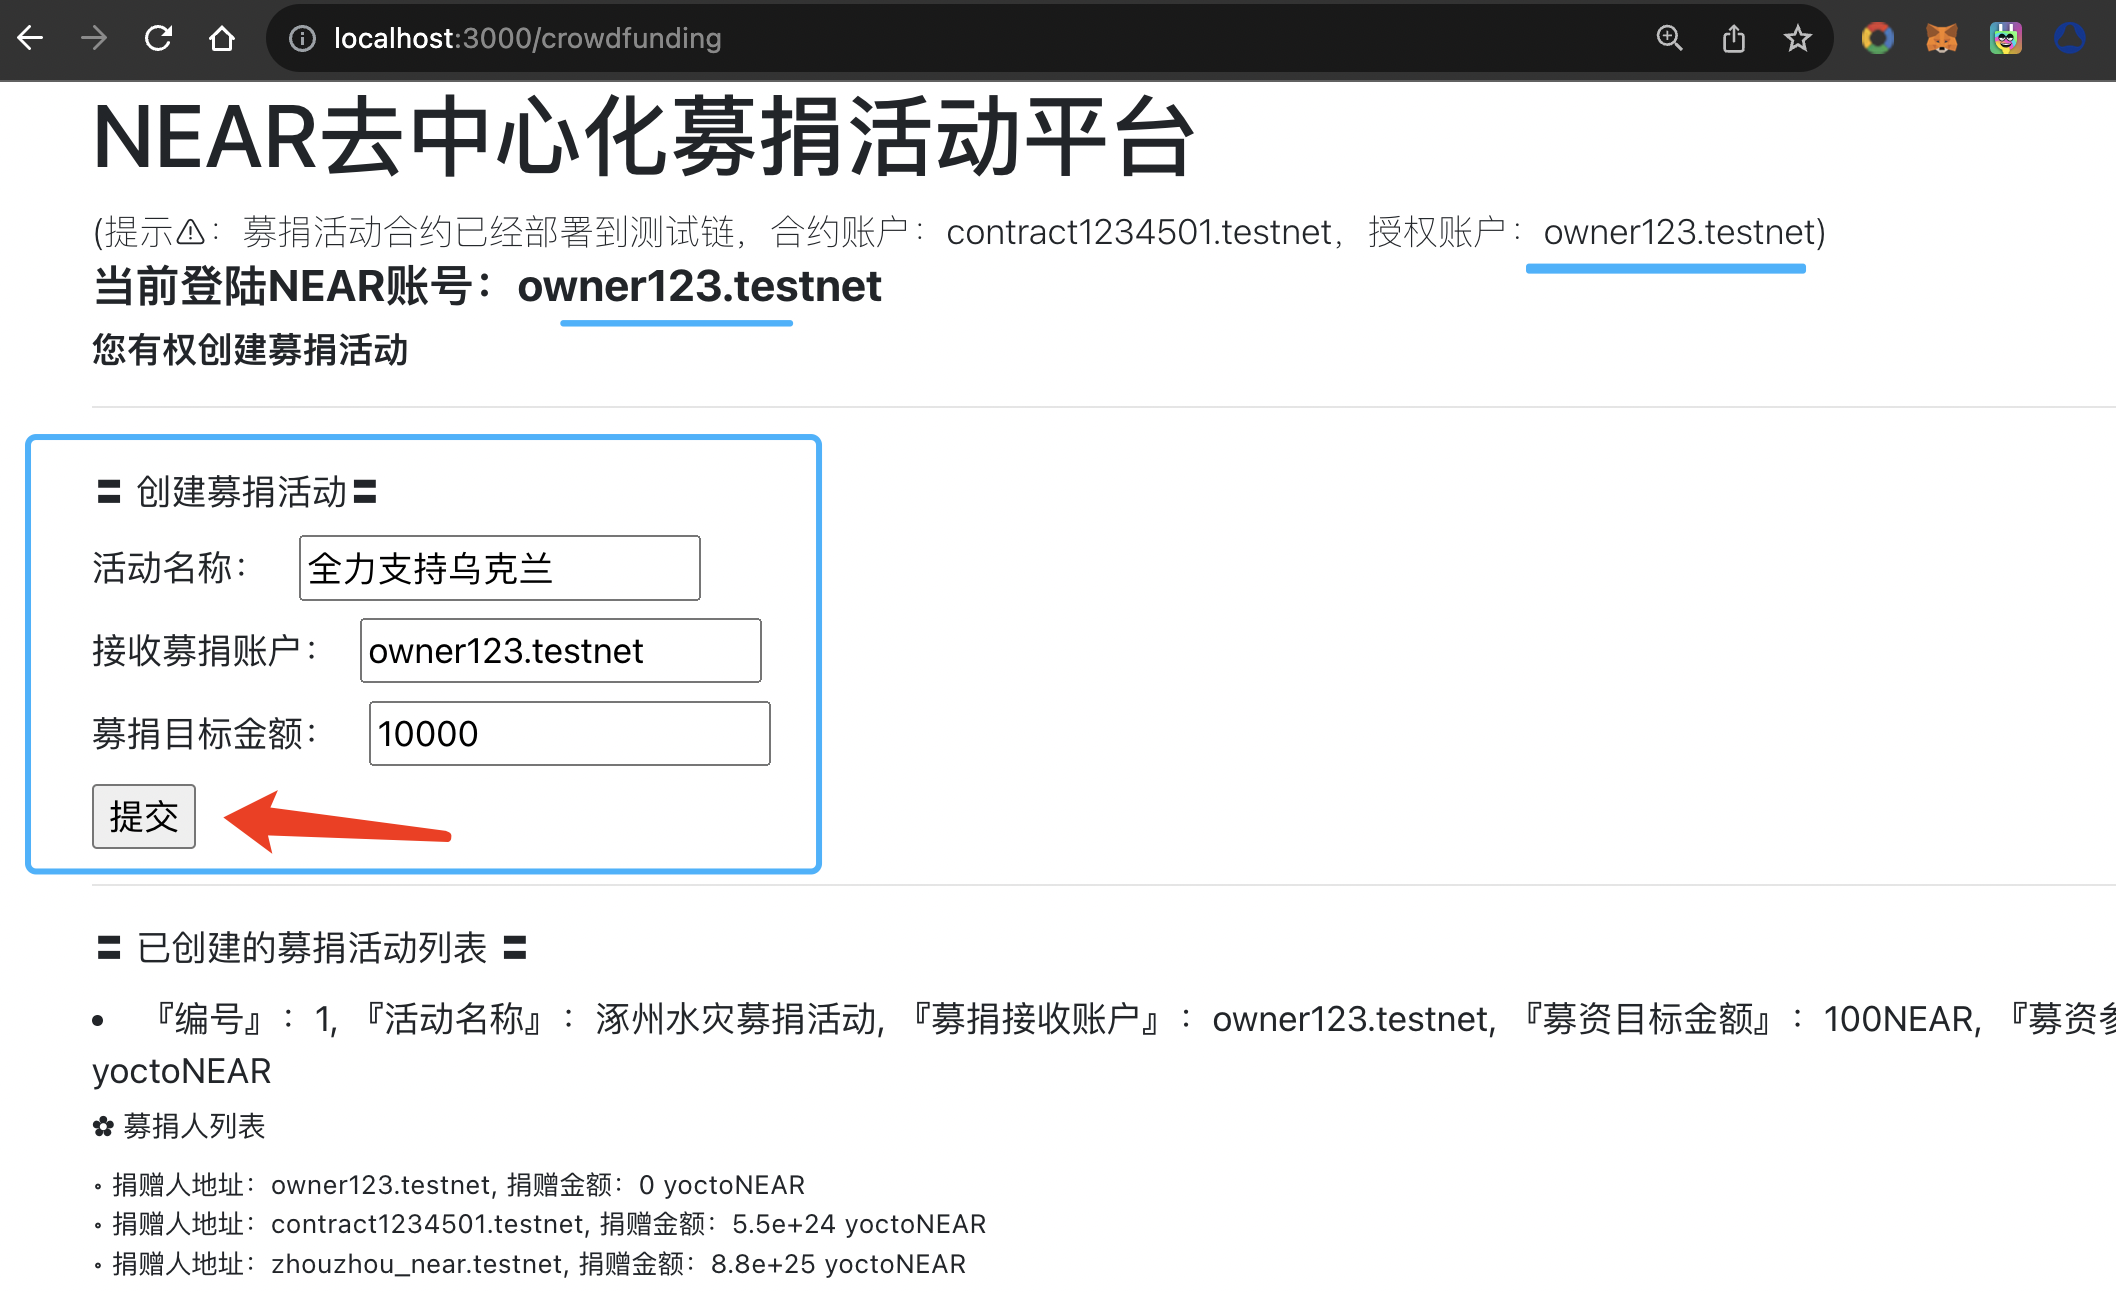 localhost:3000/crowdfunding
NEAR去中心化募捐活动平台
(提示⚠：募捐活动合约已经部署到测试链，合约账户：contract1234501.testnet，授权账户：owner123.testnet)
当前登陆NEAR账号：owner123.testnet
您有权创建募捐活动
〓 创建募捐活动〓
活动名称： 全力支持乌克兰
接收募捐账户： owner123.testnet
募捐目标金额： 10000
提交
〓 已创建的募捐活动列表 〓
• 『编号』：1, 『活动名称』：涿州水灾募捐活动, 『募捐接收账户』：owner123.testnet, 『募资目标金额』：100NEAR, 『募资
yoctoNEAR
✿ 募捐人列表
◦ 捐赠人地址：owner123.testnet, 捐赠金额：0 yoctoNEAR
◦ 捐赠人地址：contract1234501.testnet, 捐赠金额：5.5e+24 yoctoNEAR
◦ 捐赠人地址：zhouzhou_near.testnet, 捐赠金额：8.8e+25 yoctoNEAR